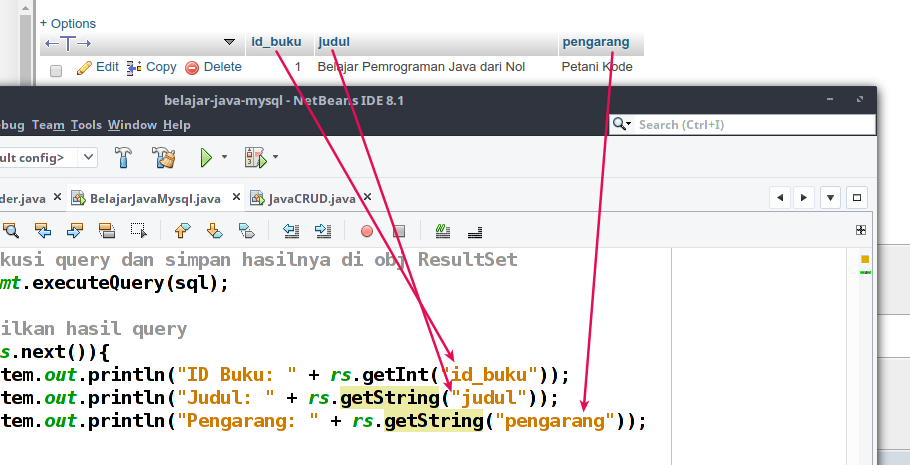 + Options
←T→ id_buku judul pengarang
Edit Copy Delete 1 Belajar Pemrograman Java dari Nol Petani Kode
belajar-java-mysql - NetBeans IDE 8.1
ebug Team Tools Window Help
Search (Ctrl+I)
ult config>
der.java BelajarJavaMysql.java JavaCRUD.java
kusi query dan simpan hasilnya di obj ResultSet
mt.executeQuery(sql);
ilkan hasil query
s.next()){
tem.out.println("ID Buku: " + rs.getInt("id_buku"));
tem.out.println("Judul: " + rs.getString("judul"));
tem.out.println("Pengarang: " + rs.getString("pengarang"));